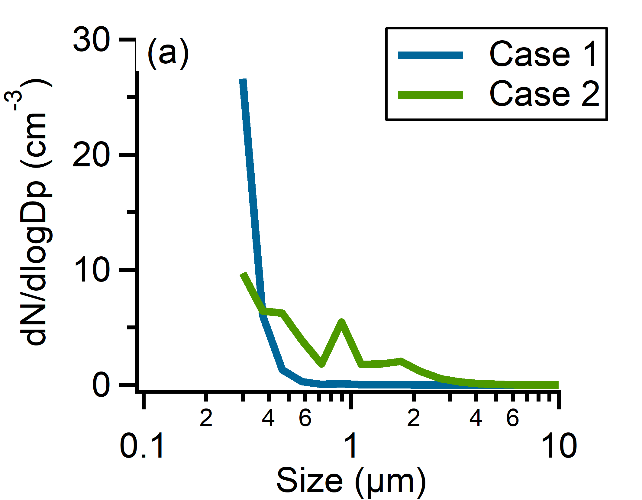 (a)
Case 1
Case 2
dN/dlogDp (cm⁻³)
30
20
10
0
2 4 6 2 4 6
0.1 1 10
Size (μm)